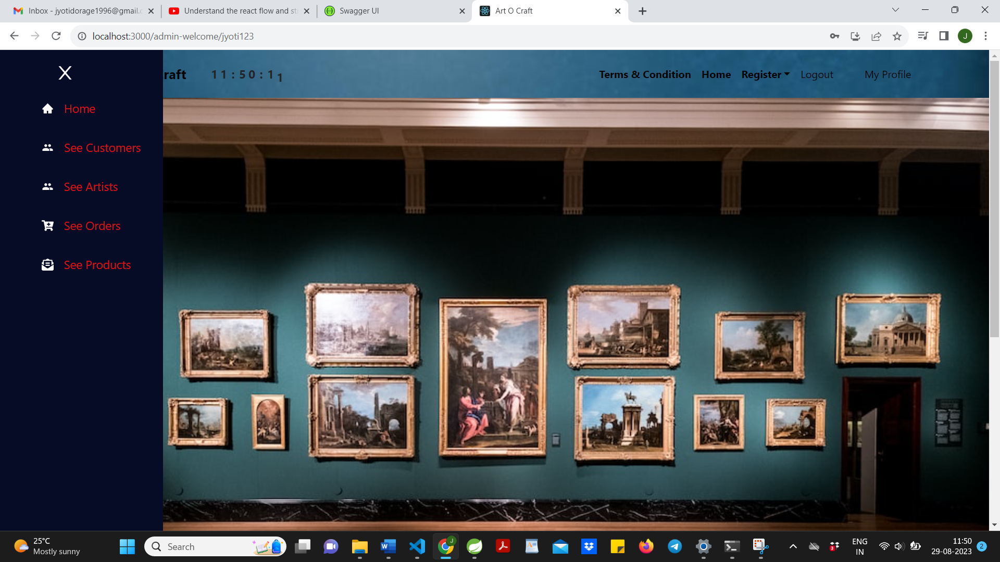 Inbox - jyotidorage1996@gmail.c
Understand the react flow and st
Swagger UI
Art O Craft
localhost:3000/admin-welcome/jyoti123
J
X
raft
11:50:11
Terms & Condition
Home
Register
Logout
My Profile
Home
See Customers
See Artists
See Orders
See Products
25°C
Mostly sunny
Search
J
W
3
ENG
IN
11:50
29-08-2023
2